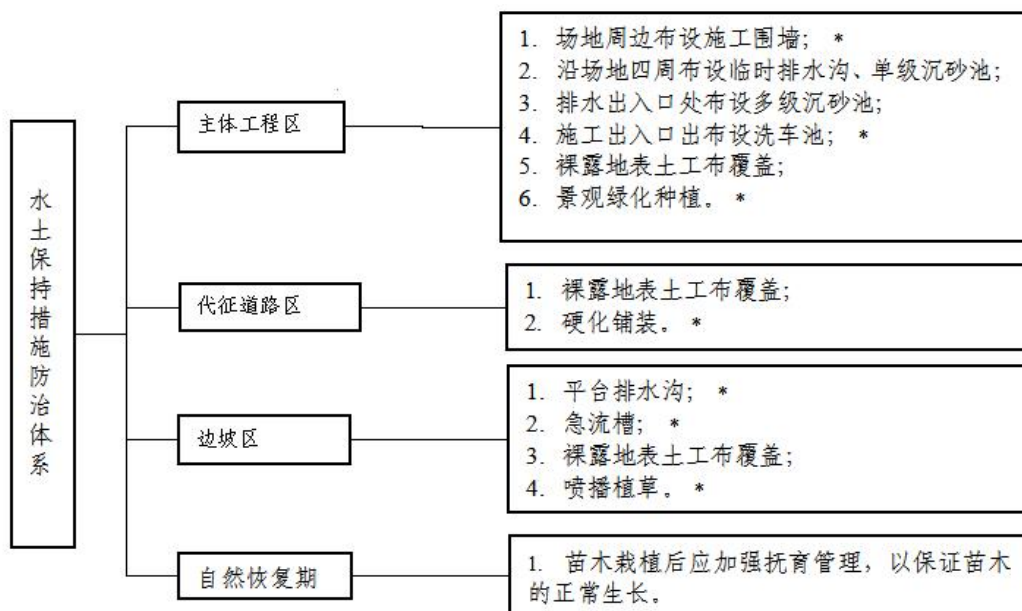 水土保持措施防治体系
主体工程区
1. 场地周边布设施工围墙； *
2. 沿场地四周布设临时排水沟、单级沉砂池；
3. 排水出入口处布设多级沉砂池；
4. 施工出入口出布设洗车池； *
5. 裸露地表土工布覆盖；
6. 景观绿化种植。 *
代征道路区
1. 裸露地表土工布覆盖；
2. 硬化铺装。 *
边坡区
1. 平台排水沟； *
2. 急流槽； *
3. 裸露地表土工布覆盖；
4. 喷播植草。 *
自然恢复期
1. 苗木栽植后应加强抚育管理，以保证苗木
的正常生长。